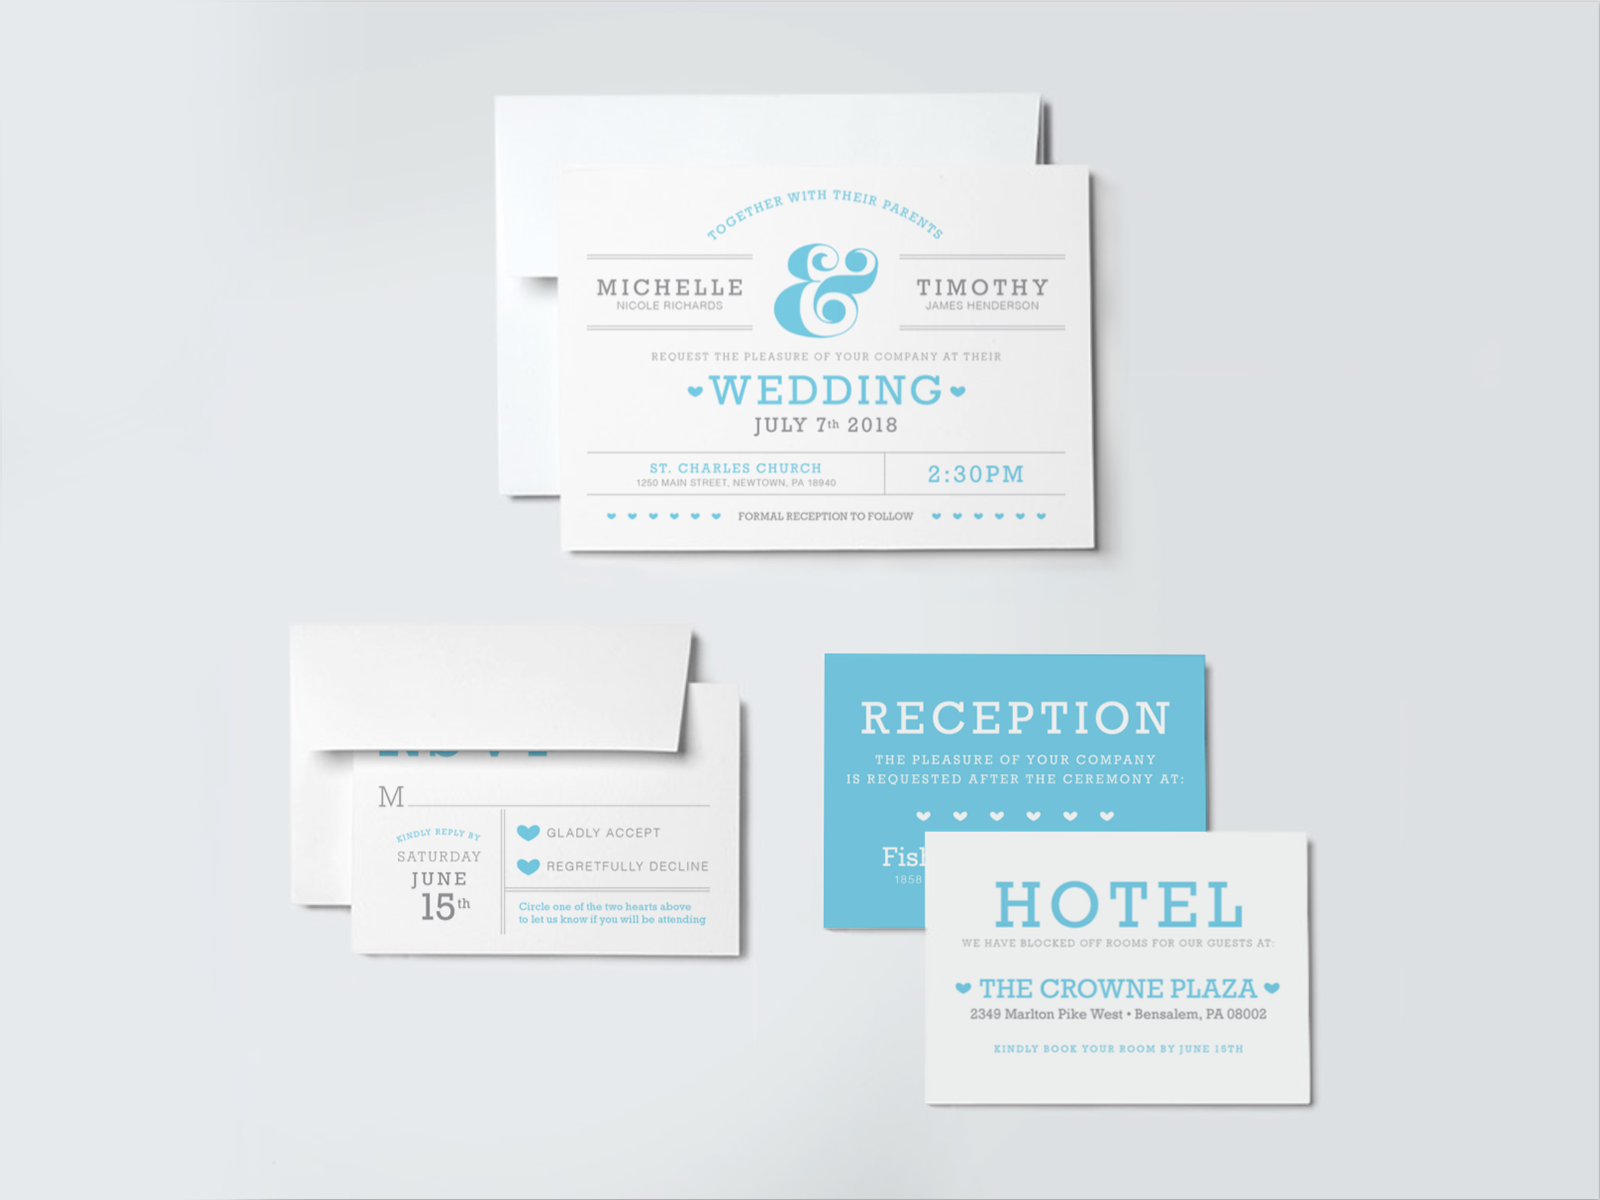 TOGETHER WITH THEIR PARENTS
MICHELLE
NICOLE RICHARDS
&
TIMOTHY
JAMES HENDERSON
REQUEST THE PLEASURE OF YOUR COMPANY AT THEIR
WEDDING
JULY 7th 2018
ST. CHARLES CHURCH
1250 MAIN STREET, NEWTOWN, PA 18940
2:30PM
FORMAL RECEPTION TO FOLLOW
M
KINDLY REPLY BY
SATURDAY
JUNE
15th
GLADLY ACCEPT
REGRETFULLY DECLINE
Circle one of the two hearts above
to let us know if you will be attending
RECEPTION
THE PLEASURE OF YOUR COMPANY
IS REQUESTED AFTER THE CEREMONY AT:
1858
HOTEL
WE HAVE BLOCKED OFF ROOMS FOR OUR GUESTS AT:
THE CROWNE PLAZA
2349 Marlton Pike West • Bensalem, PA 08002
KINDLY BOOK YOUR ROOM BY JUNE 15TH